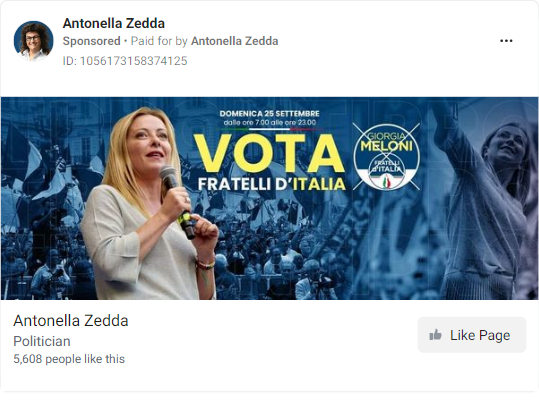 Antonella Zedda
Sponsored • Paid for by Antonella Zedda
ID: 1056173158374125
DOMENICA 25 SETTEMBRE
dalle ore 7.00 alle ore 23.00
VOTA
FRATELLI D'ITALIA
GIORGIA
MELONI
FRATELLI
d'ITALIA
Antonella Zedda
Politician
5,608 people like this
Like Page